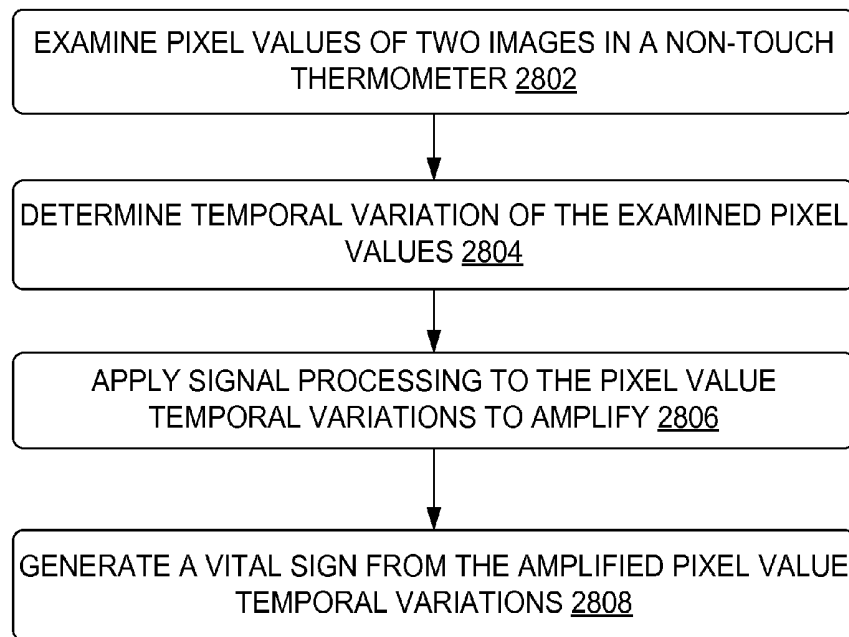 EXAMINE PIXEL VALUES OF TWO IMAGES IN A NON-TOUCH
THERMOMETER 2802
DETERMINE TEMPORAL VARIATION OF THE EXAMINED PIXEL
VALUES 2804
APPLY SIGNAL PROCESSING TO THE PIXEL VALUE
TEMPORAL VARIATIONS TO AMPLIFY 2806
GENERATE A VITAL SIGN FROM THE AMPLIFIED PIXEL VALUE
TEMPORAL VARIATIONS 2808